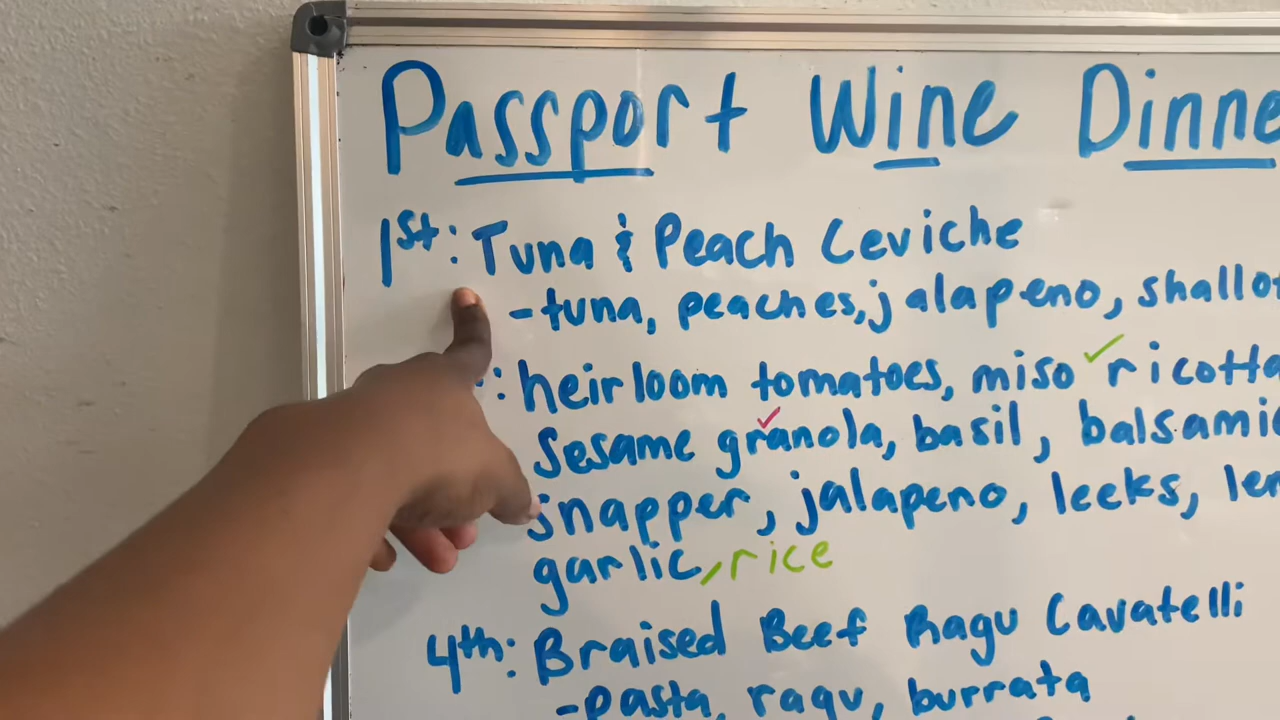 Passport Wine Dinne
1st: Tuna & Peach Ceviche
- tuna, peaches, jalapeno, shallot
: heirloom tomatoes, miso ✓ ricotta
Sesame granola, basil, balsamic
snapper, jalapeno, leeks, le
garlic, rice
4th: Braised Beef Ragu Cavatelli
- pasta, ragu, burrata